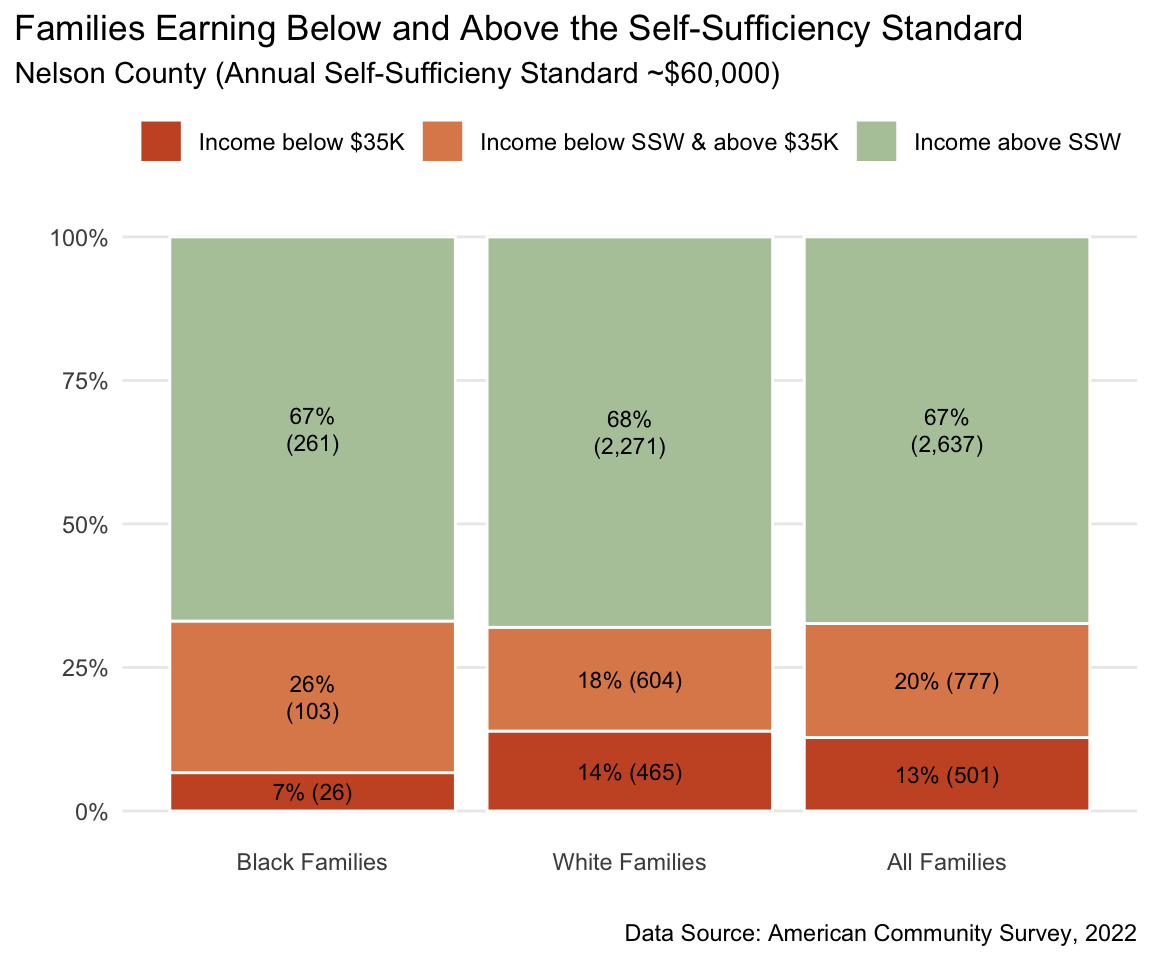 Families Earning Below and Above the Self-Sufficiency Standard
Nelson County (Annual Self-Sufficieny Standard ~$60,000)
Income below $35K
Income below SSW & above $35K
Income above SSW
100%
75%
50%
25%
0%
67%
(261)
26%
(103)
7% (26)
68%
(2,271)
18% (604)
14% (465)
67%
(2,637)
20% (777)
13% (501)
Black Families
White Families
All Families
Data Source: American Community Survey, 2022